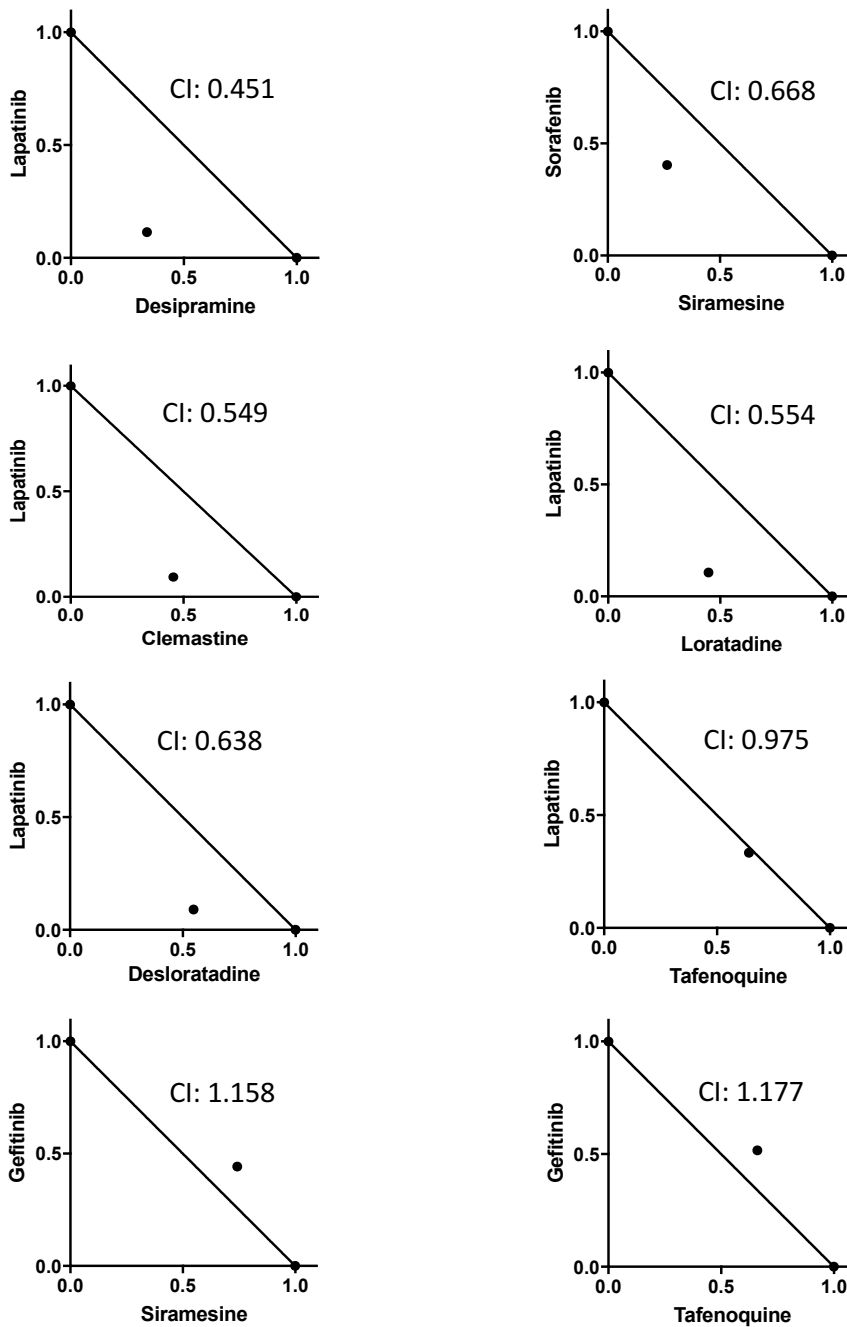 1.0
CI: 0.451
Lapatinib
0.5
0.0
0.0 0.5 1.0
Desipramine
1.0
CI: 0.668
Sorafenib
0.5
0.0
0.0 0.5 1.0
Siramesine
1.0
CI: 0.549
Lapatinib
0.5
0.0
0.0 0.5 1.0
Clemastine
1.0
CI: 0.554
Lapatinib
0.5
0.0
0.0 0.5 1.0
Loratadine
1.0
CI: 0.638
Lapatinib
0.5
0.0
0.0 0.5 1.0
Desloratadine
1.0
CI: 0.975
Lapatinib
0.5
0.0
0.0 0.5 1.0
Tafenoquine
1.0
CI: 1.158
Gefitinib
0.5
0.0
0.0 0.5 1.0
Siramesine
1.0
CI: 1.177
Gefitinib
0.5
0.0
0.0 0.5 1.0
Tafenoquine